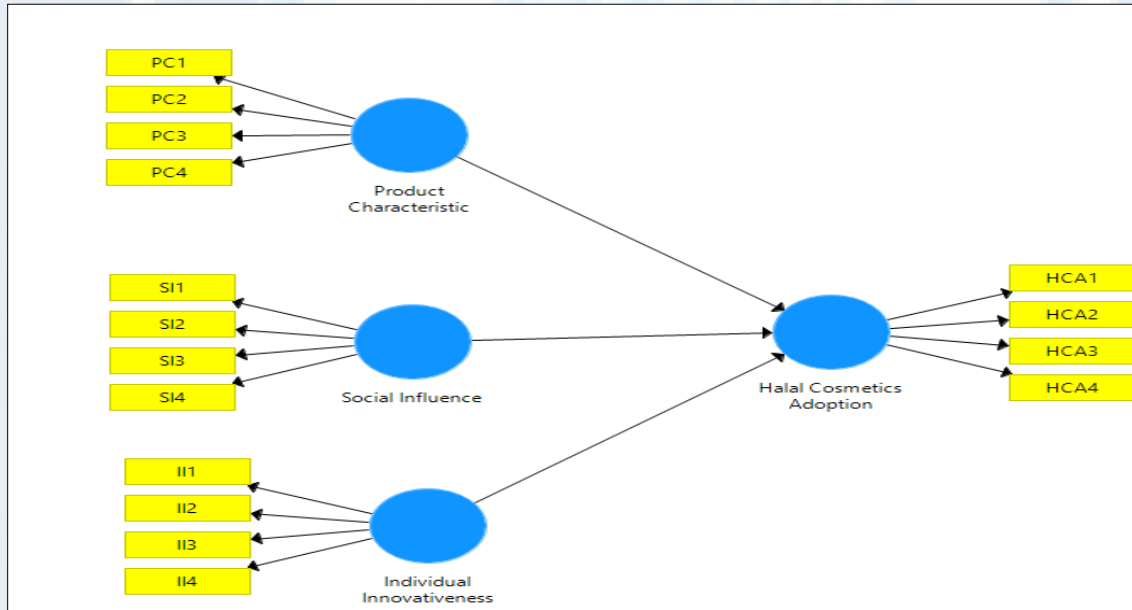 PC1
PC2
PC3
PC4
Product
Characteristic
SI1
SI2
SI3
SI4
Social Influence
II1
II2
II3
II4
Individual
Innovativeness
HCA1
HCA2
HCA3
HCA4
Halal Cosmetics
Adoption